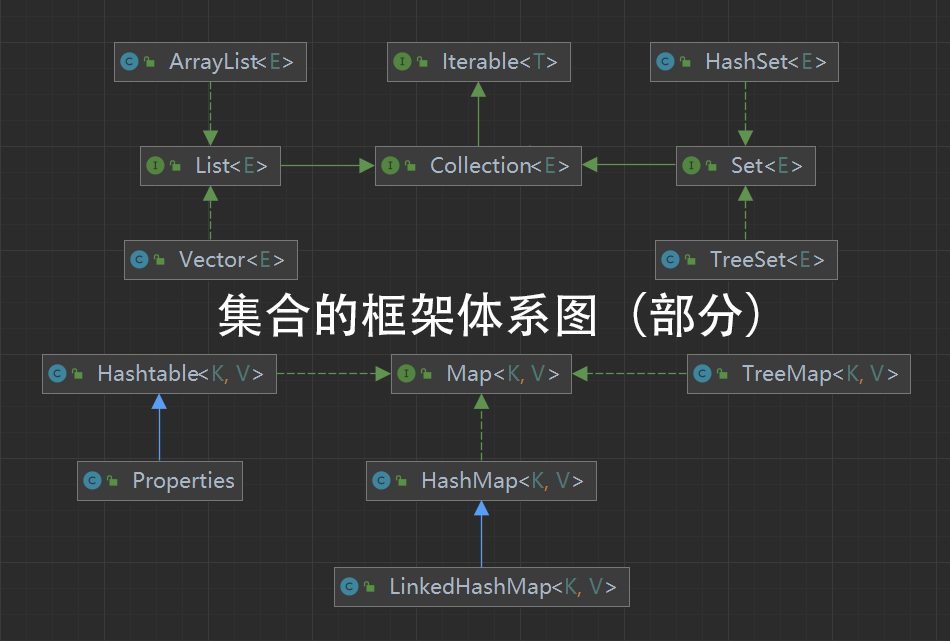 ArrayList<E>
Iterable<T>
HashSet<E>
List<E>
Collection<E>
Set<E>
Vector<E>
TreeSet<E>
集合的框架体系图（部分）
Hashtable<K, V>
Map<K, V>
TreeMap<K, V>
Properties
HashMap<K, V>
LinkedHashMap<K, V>